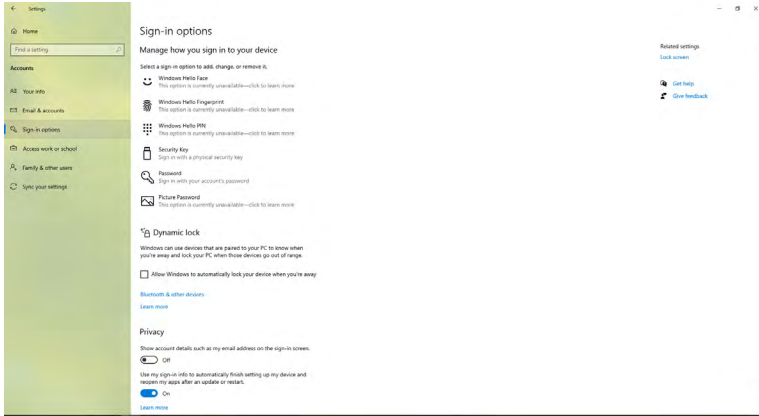 Settings
Home
Find a setting
Accounts
Your info
Email & accounts
Sign-in options
Access work or school
Family & other users
Sync your settings
Sign-in options
Manage how you sign in to your device
Select a sign-in option to add, change, or remove it.
Windows Hello Face
This option is currently unavailable—click to learn more
Windows Hello Fingerprint
This option is currently unavailable—click to learn more
Windows Hello PIN
This option is currently unavailable—click to learn more
Security Key
Sign in with a physical security key
Password
Sign in with your account's password
Picture Password
This option is currently unavailable—click to learn more
Dynamic lock
Windows can use devices that are paired to your PC to know when
you're away and lock your PC when those devices go out of range.
Allow Windows to automatically lock your device when you're away
Bluetooth & other devices
Learn more
Privacy
Show account details such as my email address on the sign-in screen.
Off
Use my sign-in info to automatically finish setting up my device and
reopen my apps after an update or restart.
On
Learn more
Related settings
Lock screen
Get help
Give feedback